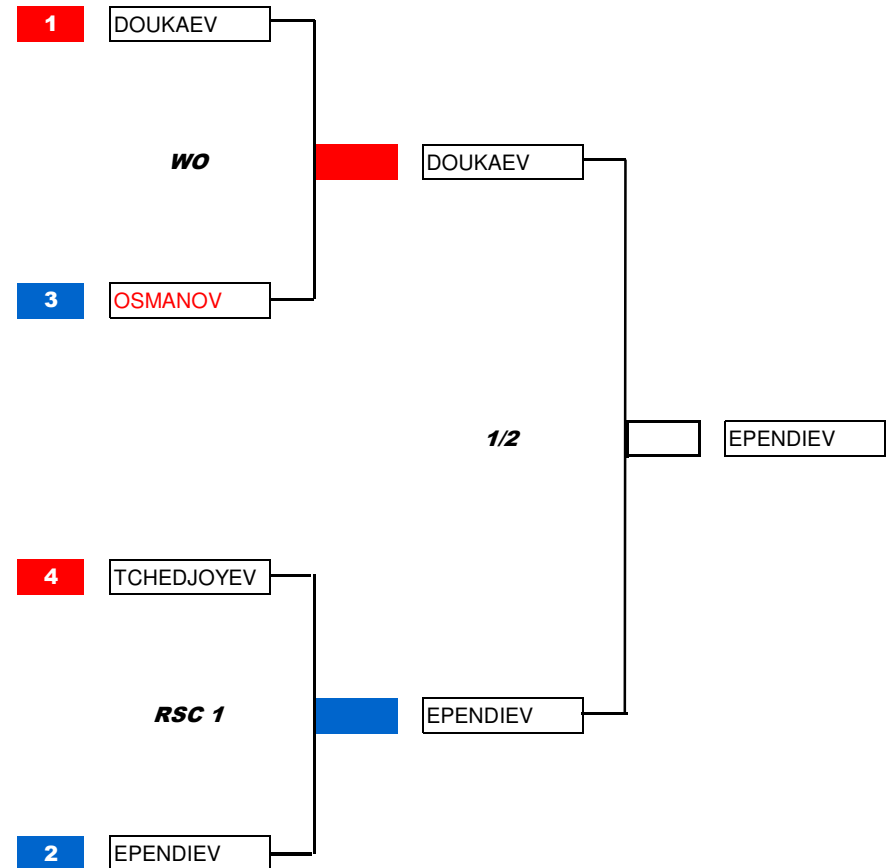 1 DOUKAEV
WO DOUKAEV
3 OSMANOV
1/2 EPENDIEV
4 TCHEDJOYEV
RSC 1 EPENDIEV
2 EPENDIEV